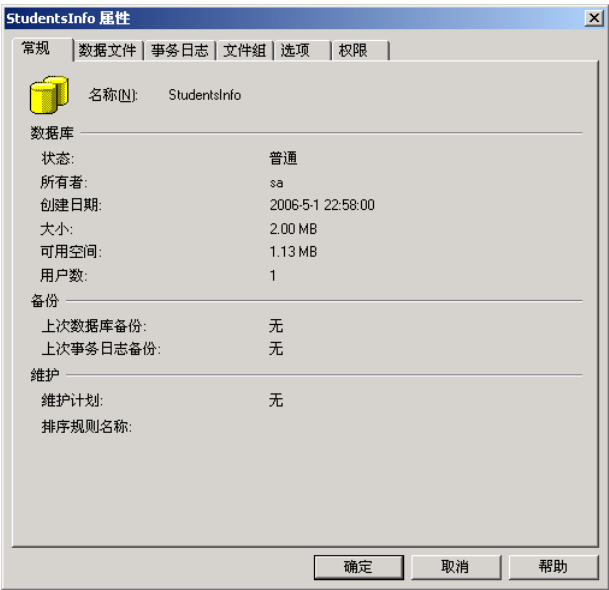 StudentsInfo 属性
常规 数据文件 事务日志 文件组 选项 权限
名称(N): StudentsInfo
数据库
状态: 普通
所有者: sa
创建日期: 2006-5-1 22:58:00
大小: 2.00 MB
可用空间: 1.13 MB
用户数: 1
备份
上次数据库备份: 无
上次事务日志备份: 无
维护
维护计划: 无
排序规则名称:
确定 取消 帮助